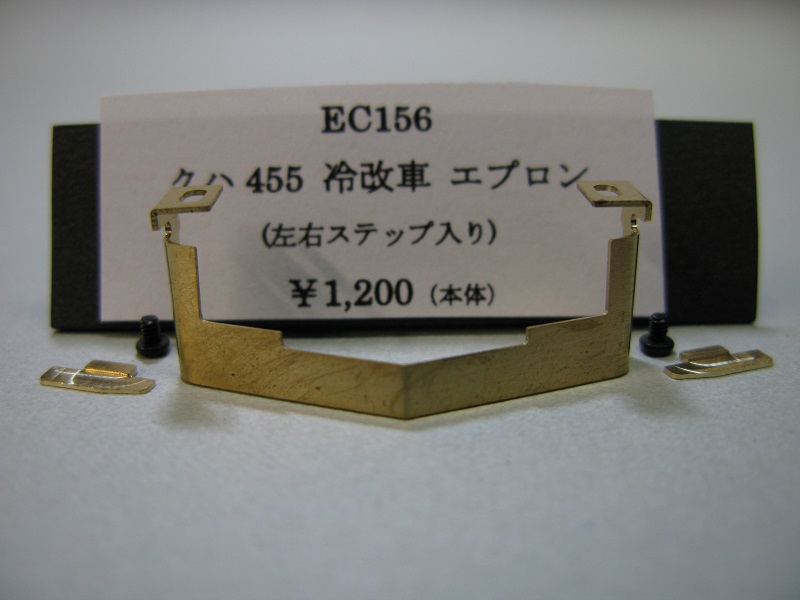 EC156
クハ 455 冷改車 エプロン
(左右ステップ入り)
¥1,200 (本体)